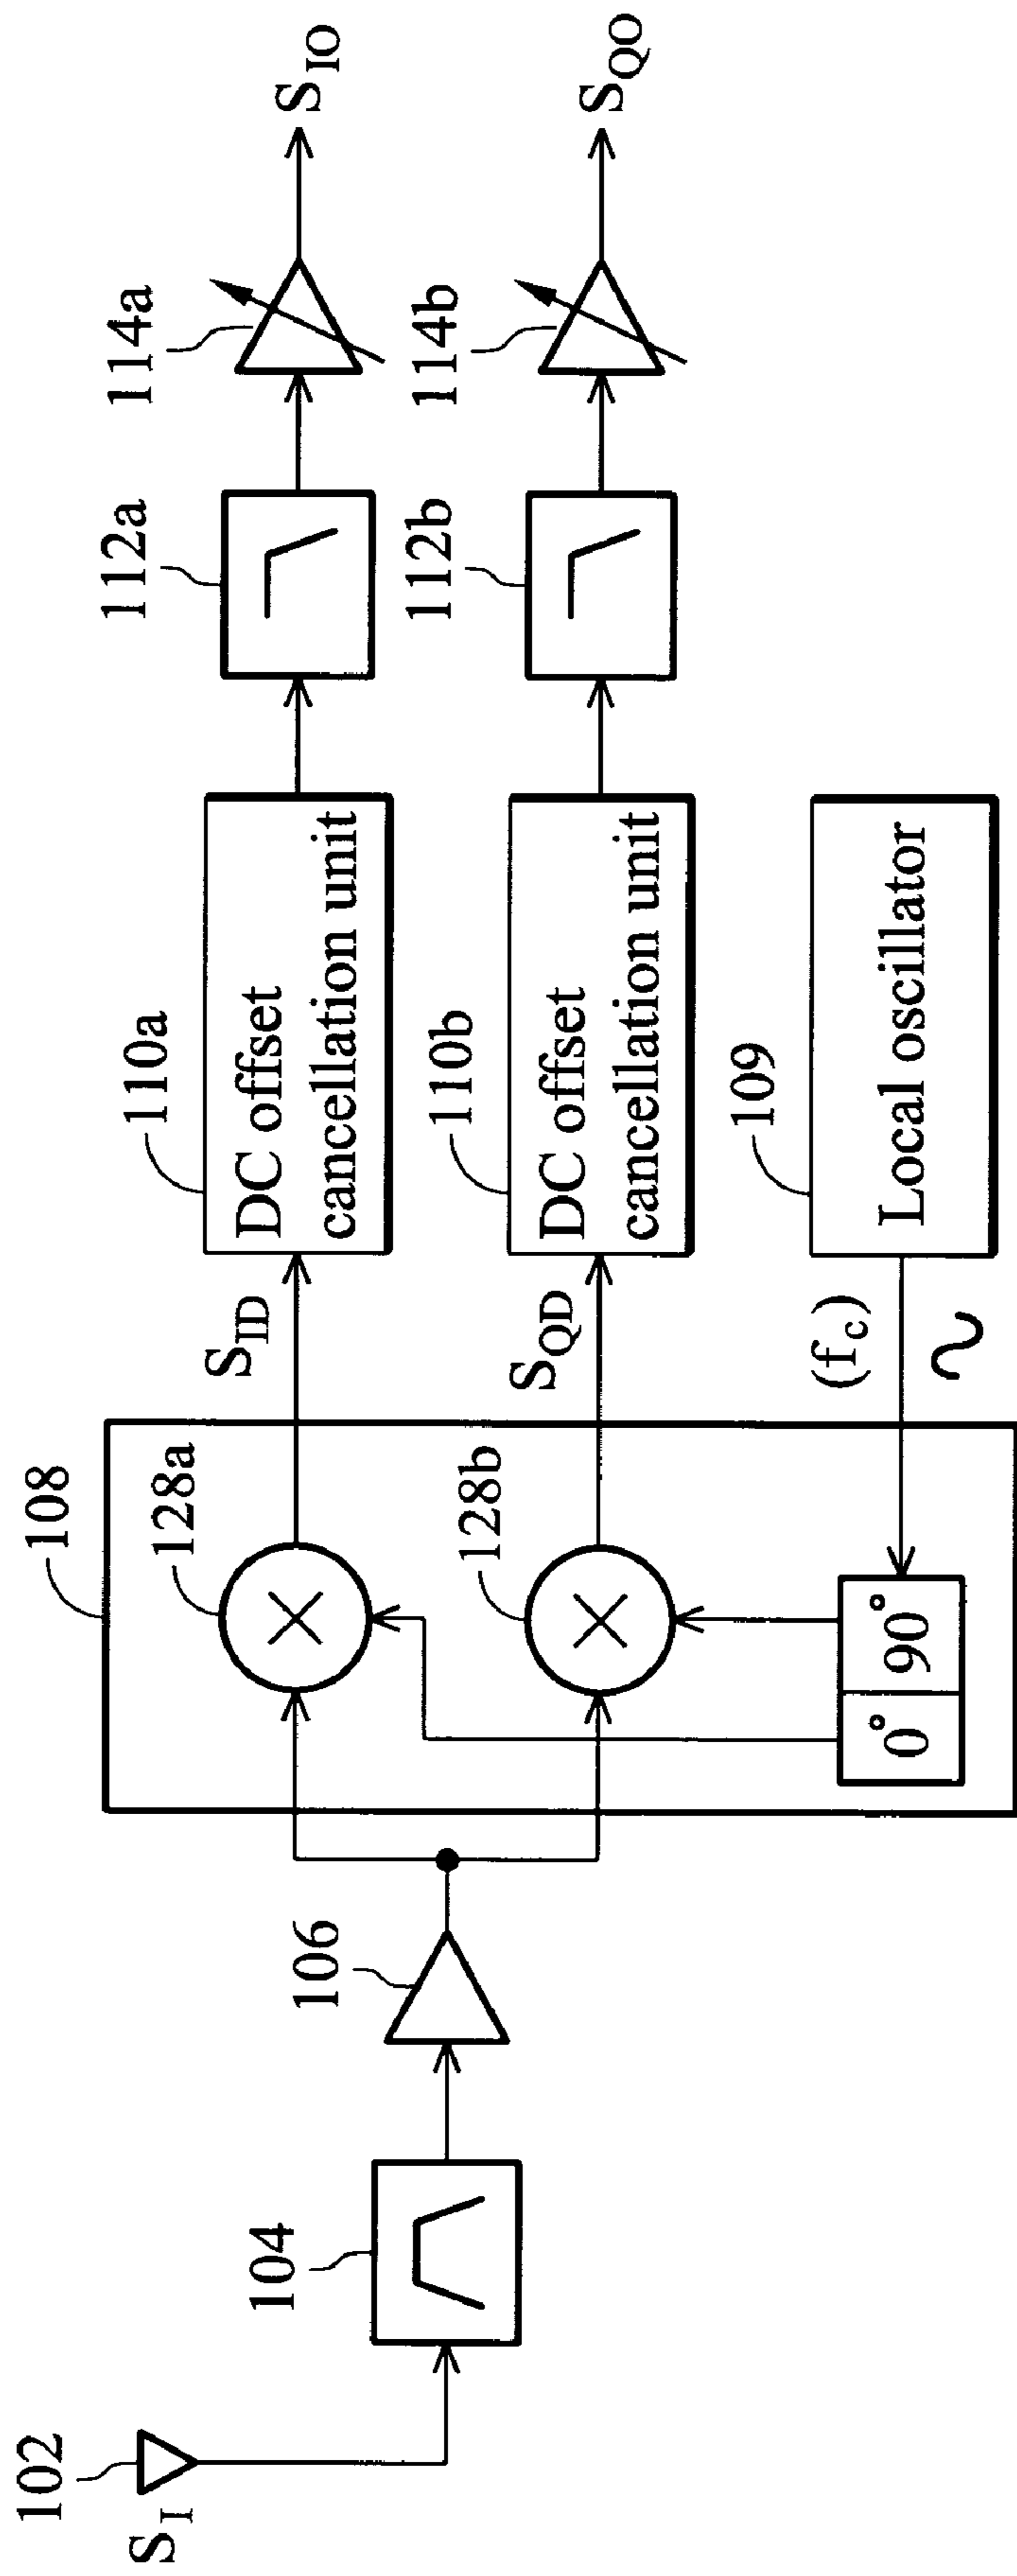 102
S_I
104
106
108
128a
128b
0°
90°
S_ID
S_QD
(f_c)
110a
DC offset
cancellation unit
110b
DC offset
cancellation unit
109
Local oscillator
112a
112b
114a
114b
S_IO
S_QO